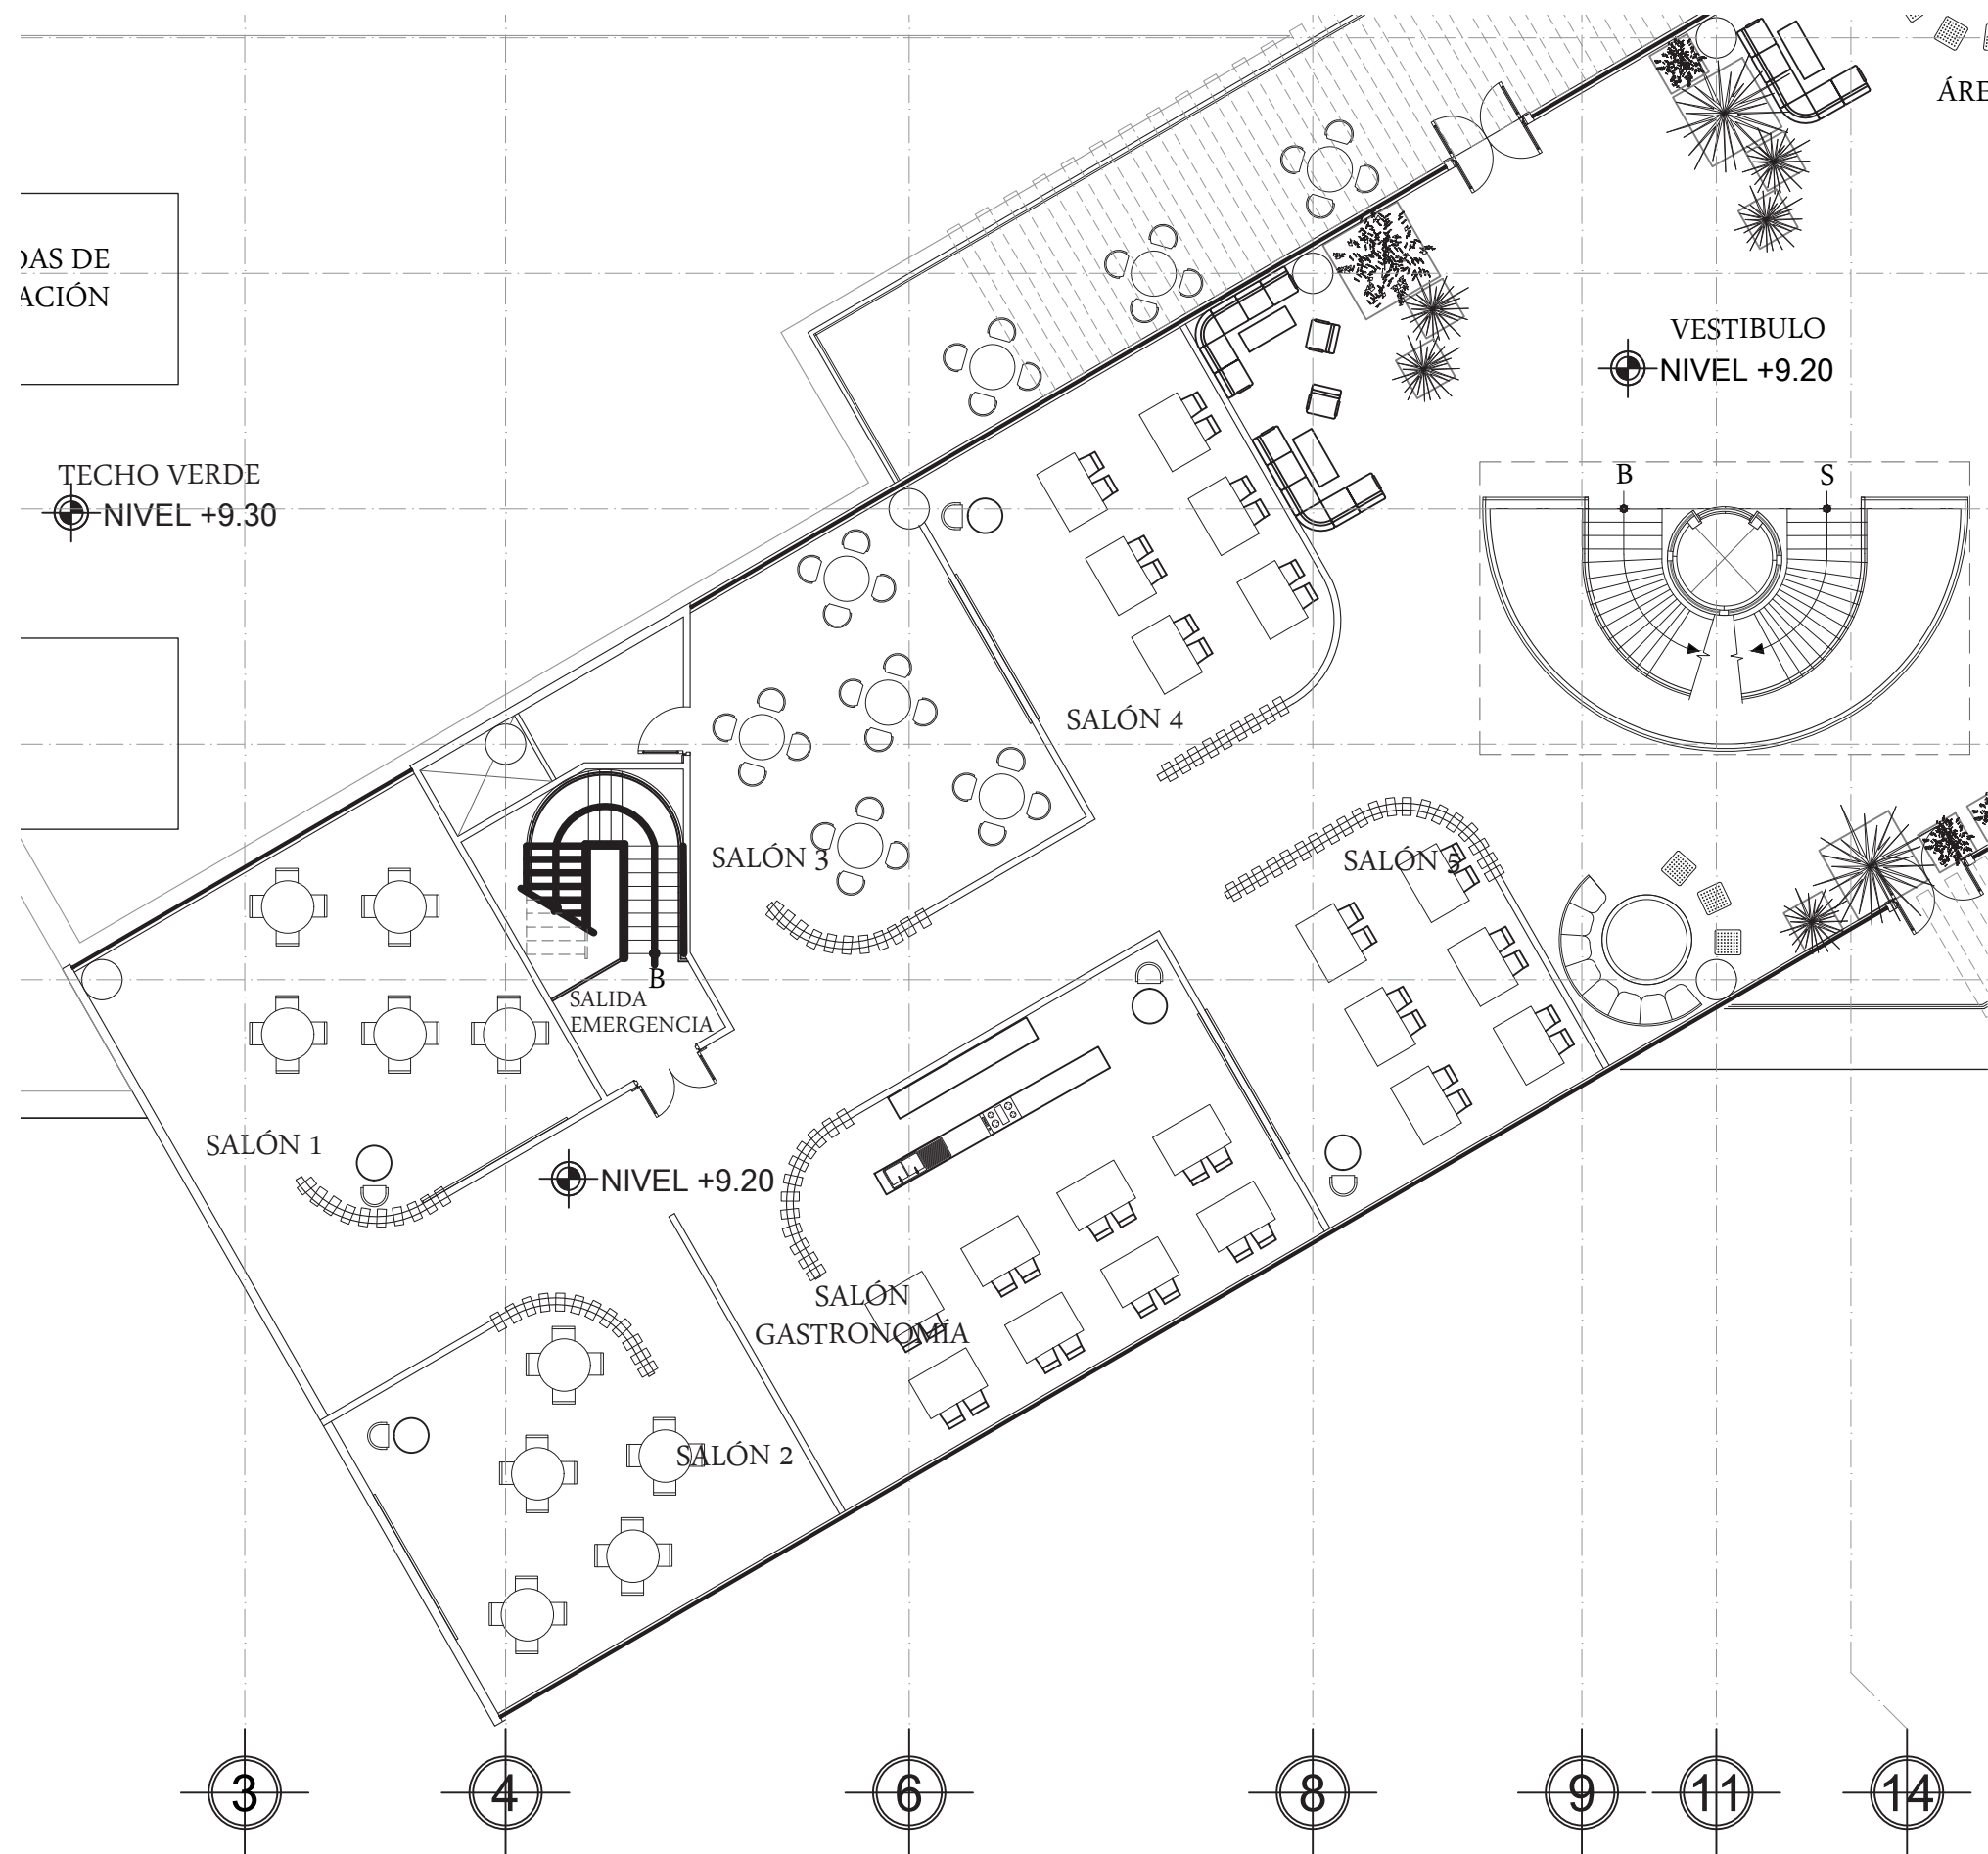 ÁRE
DAS DE
ACIÓN
VESTIBULO
NIVEL +9.20
TECHO VERDE
NIVEL +9.30
B
S
SALÓN 4
SALÓN 3
SALÓN 5
B
SALIDA
EMERGENCIA
SALÓN 1
NIVEL +9.20
SALÓN
GASTRONOMÍA
SALÓN 2
3
4
6
8
9
11
14